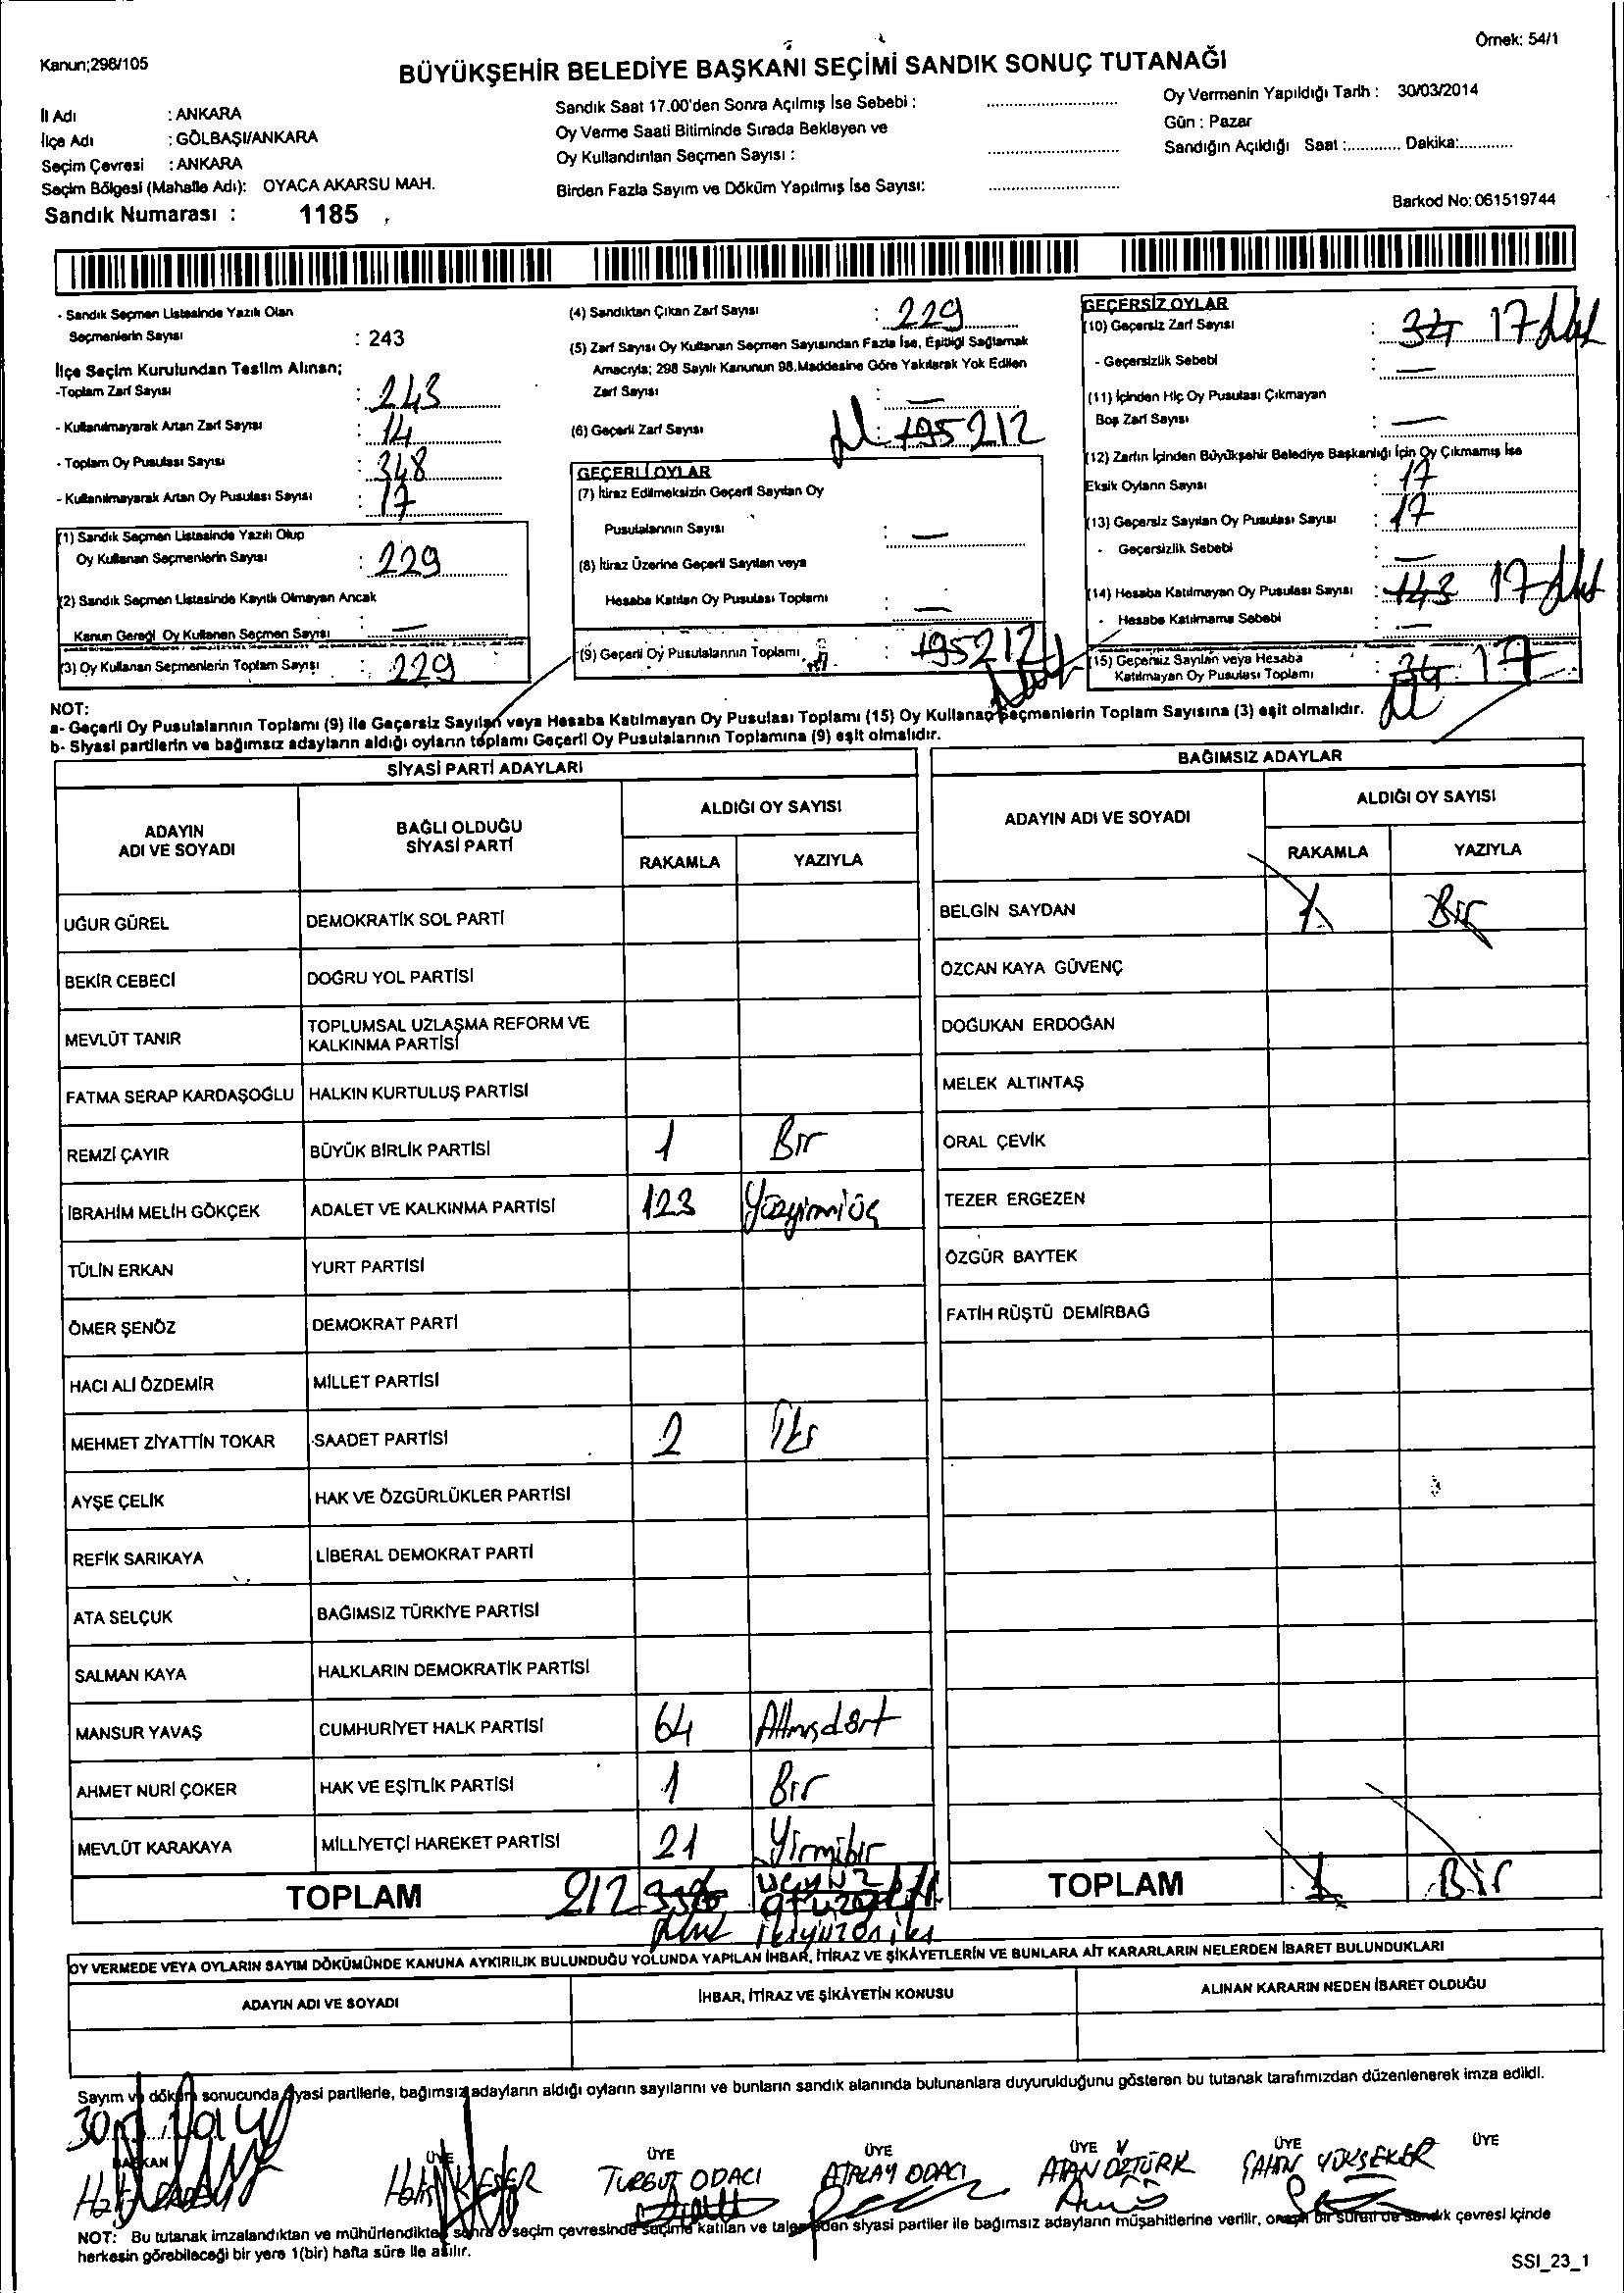 Örnek: 54/1
Kanun;298/105
BÜYÜKŞEHİR BELEDİYE BAŞKANI SEÇİMİ SANDIK SONUÇ TUTANAĞI
İl Adı : ANKARA
İlçe Adı : GÖLBAŞI/ANKARA
Seçim Çevresi : ANKARA
Seçim Bölgesi (Mahalle Adı): OYACA AKARSU MAH.
Sandık Numarası : 1185
Sandık Saat 17.00'den Sonra Açılmış İse Sebebi :
Oy Verme Saati Bitiminde Sırada Bekleyen ve
Oy Kullandırılan Seçmen Sayısı :
Birden Fazla Sayım ve Döküm Yapılmış İse Sayısı:
Oy Vermenin Yapıldığı Tarih : 30/03/2014
Gün : Pazar
Sandığın Açıldığı Saat :............ Dakika:............
Barkod No: 061519744
- Sandık Seçmen Listesinde Yazılı Olan
Seçmenlerin Sayısı : 243
İlçe Seçim Kurulundan Teslim Alınan;
-Toplam Zarf Sayısı : 243
- Kullanılmayarak Artan Zarf Sayısı : 14
- Toplam Oy Pusulası Sayısı : 348
- Kullanılmayarak Artan Oy Pusulası Sayısı : 17
(1) Sandık Seçmen Listesinde Yazılı Olup
Oy Kullanan Seçmenlerin Sayısı : 229
(2) Sandık Seçmen Listesinde Kayıtlı Olmayan Ancak
Kanun Gereği Oy Kullanan Seçmen Sayısı : —
(3) Oy Kullanan Seçmenlerin Toplam Sayısı : 229
(4) Sandıktan Çıkan Zarf Sayısı : 229
(5) Zarf Sayısı Oy Kullanan Seçmen Sayısından Fazla İse, Eşitliği Sağlamak
Amacıyla; 298 Sayılı Kanunun 98.Maddesine Göre Yakılarak Yok Edilen
Zarf Sayısı : —
(6) Geçerli Zarf Sayısı : 195 212
GEÇERLİ OYLAR
(7) İtiraz Edilmeksizin Geçerli Sayılan Oy
Pusulalarının Sayısı : —
(8) İtiraz Üzerine Geçerli Sayılan veya
Hesaba Katılan Oy Pusulası Toplamı : —
(9) Geçerli Oy Pusulalarının Toplamı : 195 212
GEÇERSİZ OYLAR
(10) Geçersiz Zarf Sayısı : 34 17
- Geçersizlik Sebebi : —
(11) İçinden Hiç Oy Pusulası Çıkmayan
Boş Zarf Sayısı : —
(12) Zarfın İçinden Büyükşehir Belediye Başkanlığı İçin Oy Çıkmamış İse
Eksik Oyların Sayısı : 17
(13) Geçersiz Sayılan Oy Pusulası Sayısı : 17
- Geçersizlik Sebebi : —
(14) Hesaba Katılmayan Oy Pusulası Sayısı : 143 17
- Hesaba Katılmama Sebebi : —
(15) Geçersiz Sayılan veya Hesaba
Katılmayan Oy Pusulası Toplamı : 34 17
NOT:
a- Geçerli Oy Pusulalarının Toplamı (9) ile Geçersiz Sayılan veya Hesaba Katılmayan Oy Pusulası Toplamı (15) Oy Kullanan Seçmenlerin Toplam Sayısına (3) eşit olmalıdır.
b- Siyasi partilerin ve bağımsız adayların aldığı oyların toplamı Geçerli Oy Pusulalarının Toplamına (9) eşit olmalıdır.
SİYASİ PARTİ ADAYLARI
ADAYIN
ADI VE SOYADI
BAĞLI OLDUĞU
SİYASİ PARTİ
ALDIĞI OY SAYISI
RAKAMLA YAZIYLA
UĞUR GÜREL DEMOKRATİK SOL PARTİ
BEKİR CEBECİ DOĞRU YOL PARTİSİ
MEVLÜT TANIR TOPLUMSAL UZLAŞMA REFORM VE
KALKINMA PARTİSİ
FATMA SERAP KARDAŞOĞLU HALKIN KURTULUŞ PARTİSİ
REMZİ ÇAYIR BÜYÜK BİRLİK PARTİSİ 1 Bir
İBRAHİM MELİH GÖKÇEK ADALET VE KALKINMA PARTİSİ 123 Yüzyirmiüç
TÜLİN ERKAN YURT PARTİSİ
ÖMER ŞENÖZ DEMOKRAT PARTİ
HACI ALİ ÖZDEMİR MİLLET PARTİSİ
MEHMET ZİYATTİN TOKAR SAADET PARTİSİ 2 İki
AYŞE ÇELİK HAK VE ÖZGÜRLÜKLER PARTİSİ
REFİK SARIKAYA LİBERAL DEMOKRAT PARTİ
ATA SELÇUK BAĞIMSIZ TÜRKİYE PARTİSİ
SALMAN KAYA HALKLARIN DEMOKRATİK PARTİSİ
MANSUR YAVAŞ CUMHURİYET HALK PARTİSİ 64 Altmışdört
AHMET NURİ ÇOKER HAK VE EŞİTLİK PARTİSİ 1 Bir
MEVLÜT KARAKAYA MİLLİYETÇİ HAREKET PARTİSİ 21 Yirmibir
TOPLAM 212
ikiyüzoniki
BAĞIMSIZ ADAYLAR
ADAYIN ADI VE SOYADI
ALDIĞI OY SAYISI
RAKAMLA YAZIYLA
BELGİN SAYDAN 1 Bir
ÖZCAN KAYA GÜVENÇ
DOĞUKAN ERDOĞAN
MELEK ALTINTAŞ
ORAL ÇEVİK
TEZER ERGEZEN
ÖZGÜR BAYTEK
FATİH RÜŞTÜ DEMİRBAĞ
TOPLAM 1 Bir
OY VERMEDE VEYA OYLARIN SAYIM DÖKÜMÜNDE KANUNA AYKIRILIK BULUNDUĞU YOLUNDA YAPILAN İHBAR, İTİRAZ VE ŞİKÂYETLERİN VE BUNLARA AİT KARARLARIN NELERDEN İBARET BULUNDUKLARI
ADAYIN ADI VE SOYADI İHBAR, İTİRAZ VE ŞİKÂYETİN KONUSU ALINAN KARARIN NEDEN İBARET OLDUĞU
Sayım ve döküm sonucunda siyasi partilerle, bağımsız adayların aldığı oyların sayılarını ve bunların sandık alanında bulunanlara duyurulduğunu gösteren bu tutanak tarafımızdan düzenlenerek imza edildi.
BAŞKAN ÜYE ÜYE ÜYE ÜYE ÜYE ÜYE
TURGUT ODACI ATALAY ODACI ÖZTÜRK YÜKSEKER
NOT: Bu tutanak imzalandıktan ve mühürlendikten sonra o seçim çevresinde seçime katılan ve talep eden siyasi partiler ile bağımsız adayların müşahitlerine verilir, onaylı bir sureti de sandık çevresi içinde
herkesin görebileceği bir yere 1(bir) hafta süre ile asılır.
SSI_23_1